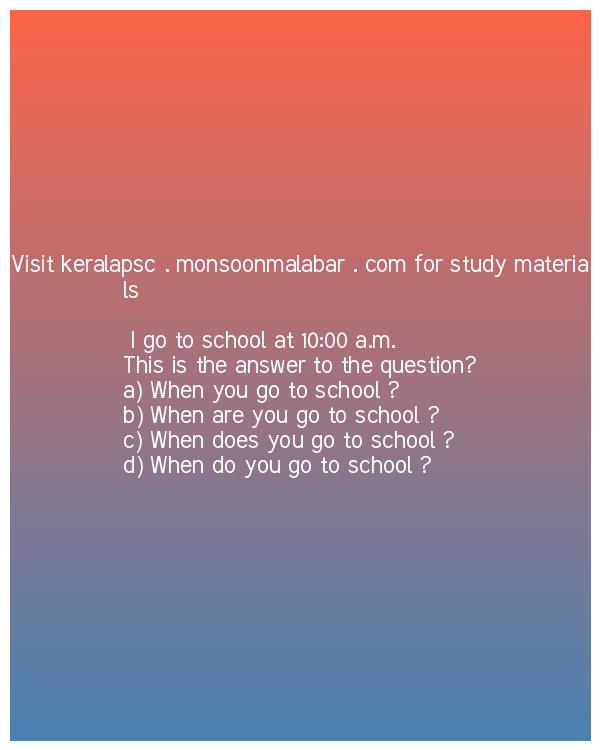 Visit keralapsc . monsoonmalabar . com for study materia
ls
I go to school at 10:00 a.m.
This is the answer to the question?
a) When you go to school ?
b) When are you go to school ?
c) When does you go to school ?
d) When do you go to school ?